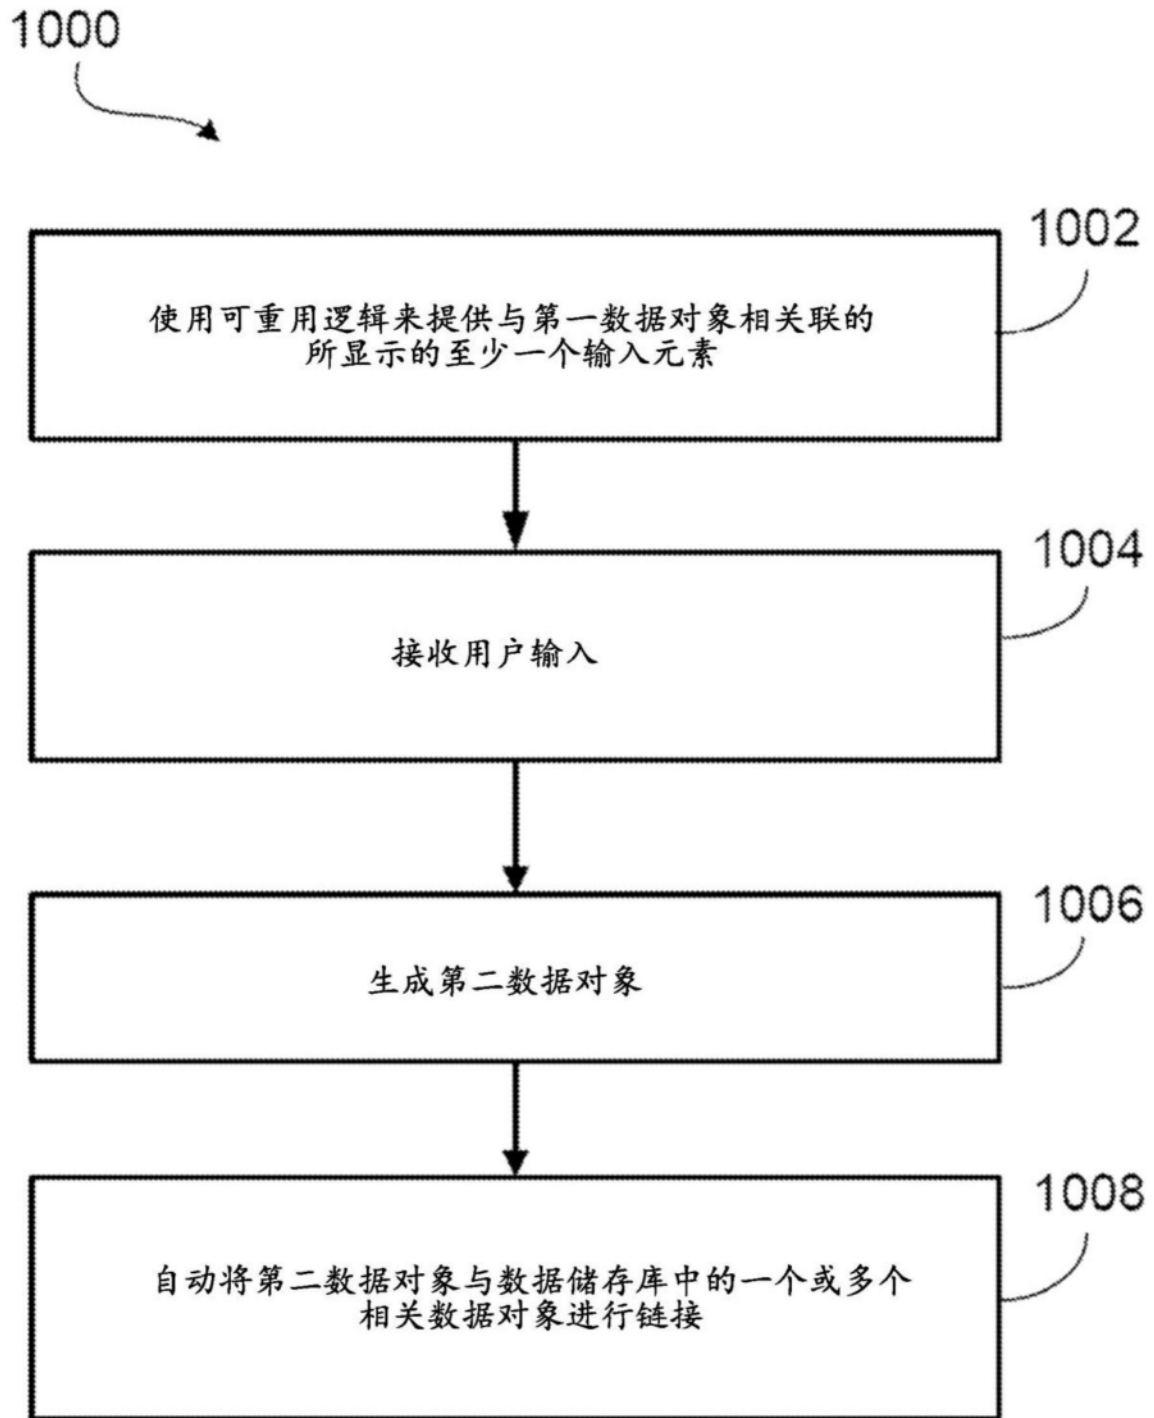 1000
1002
使用可重用逻辑来提供与第一数据对象相关联的
所显示的至少一个输入元素
1004
接收用户输入
1006
生成第二数据对象
1008
自动将第二数据对象与数据储存库中的一个或多个
相关数据对象进行链接